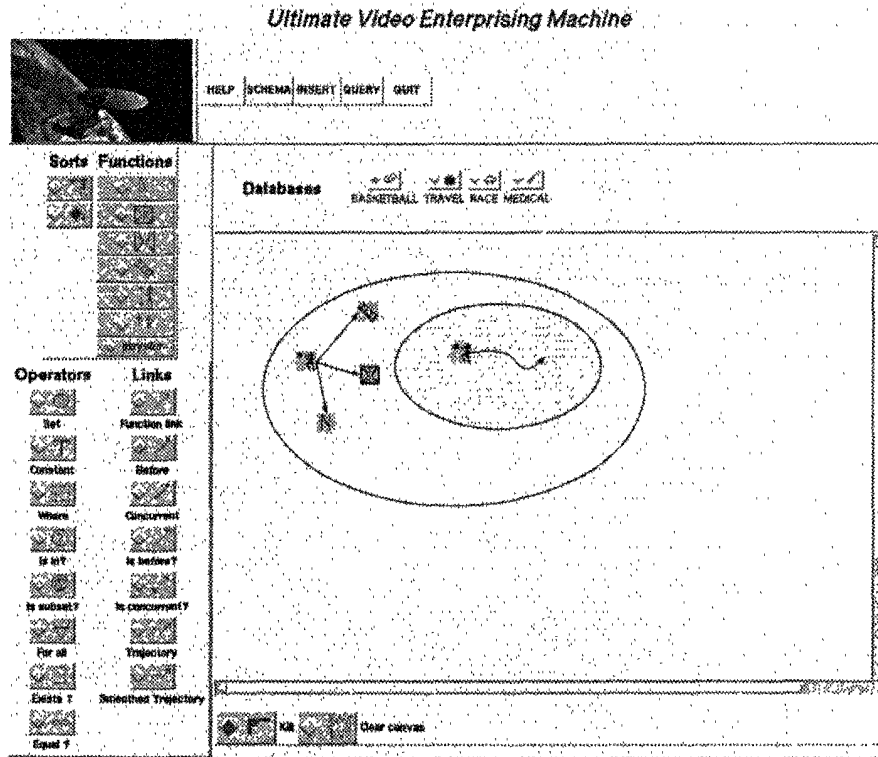 Ultimate Video Enterprising Machine
HELP SCHEMA INSERT QUERY QUIT
Sorts Functions
Databases
BASKETBALL TRAVEL RACE MEDICAL
Operators Links
Set Function link
Constant Before
Where Concurrent
Is in? Is before?
Is subset? Is concurrent?
For all Trajectory
Exists ? Smoothed Trajectory
Equal ?
Kill Clear canvas